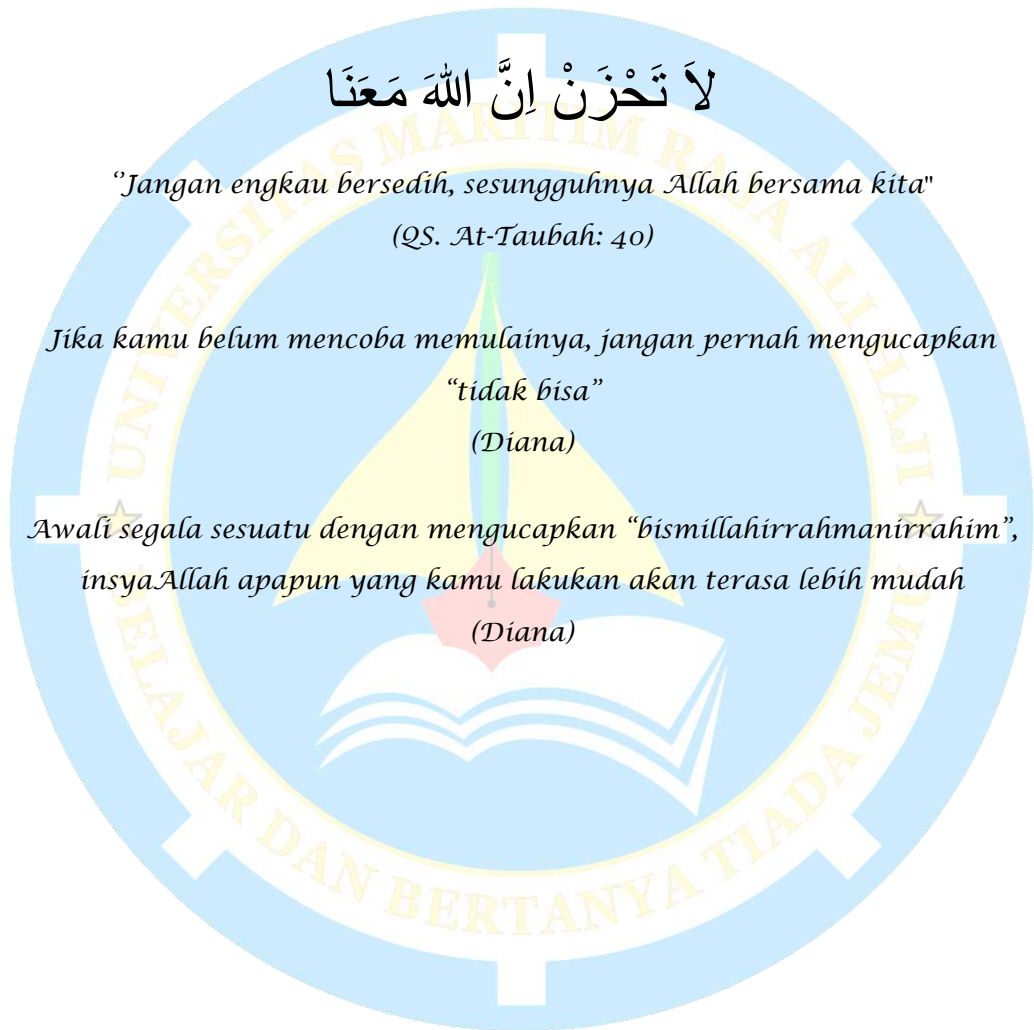 لاَ تَحْزَنْ اِنَّ اللهَ مَعَنَا
“Jangan engkau bersedih, sesungguhnya Allah bersama kita"
(QS. At-Taubah: 40)
Jika kamu belum mencoba memulainya, jangan pernah mengucapkan
“tidak bisa”
(Diana)
Awali segala sesuatu dengan mengucapkan “bismillahirrahmanirrahim”,
insyaAllah apapun yang kamu lakukan akan terasa lebih mudah
(Diana)
UNIVERSITAS MARITIM RAJA ALI HAJI
BELAJAR DAN BERTANYA TIADA JEMU